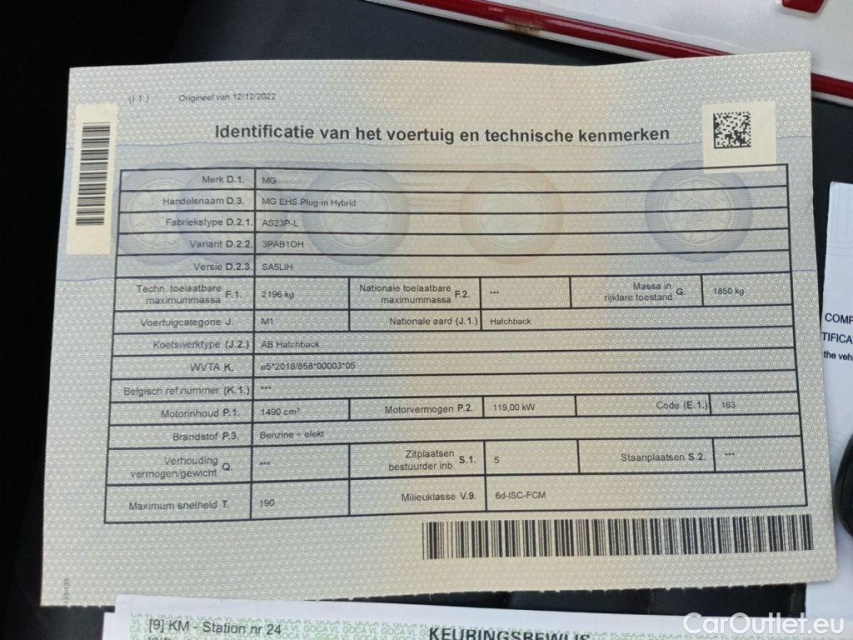 (J.1.) Origineel van 12/12/2022
Identificatie van het voertuig en technische kenmerken
Merk D.1. MG
Handelsnaam D.3. MG EHS Plug-in Hybrid
Fabriekstype D.2.1. AS23P-L
Variant D.2.2. 3PAB1OH
Versie D.2.3. SA5LIH
Techn. toelaatbare maximummassa F.1. 2196 kg Nationale toelaatbare maximummassa F.2. *** Massa in rijklare toestand G. 1850 kg
Voertuigcategorie J. M1 Nationale aard (J.1.) Hatchback
Koetswerktype (J.2.) AB Hatchback
WVTA K. e5*2018/858*00003*05
Belgisch ref.nummer (K.1.) ***
Motorinhoud P.1. 1490 cm³ Motorvermogen P.2. 119,00 kW Code (E.1.) 163
Brandstof P.3. Benzine + elekt
Verhouding vermogen/gewicht Q. *** Zitplaatsen bestuurder inb. S.1. 5 Staanplaatsen S.2. ***
Maximum snelheid T. 190 Milieuklasse V.9. 6d-ISC-FCM
COMP
TIFICA
the veh
[9] KM - Station nr 24
KEURINGSBEWIJS
CarOutlet.eu